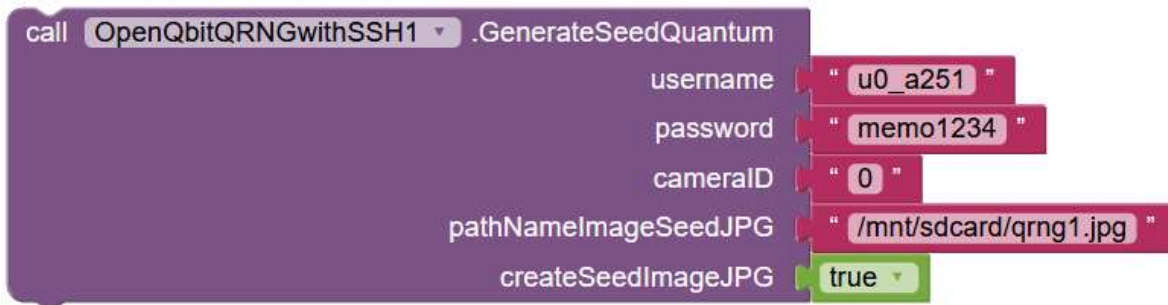 call OpenQbitQRNGwithSSH1 .GenerateSeedQuantum
username “ u0_a251 ”
password “ memo1234 ”
cameraID “ 0 ”
pathNameImageSeedJPG “ /mnt/sdcard/qrng1.jpg ”
createSeedImageJPG true